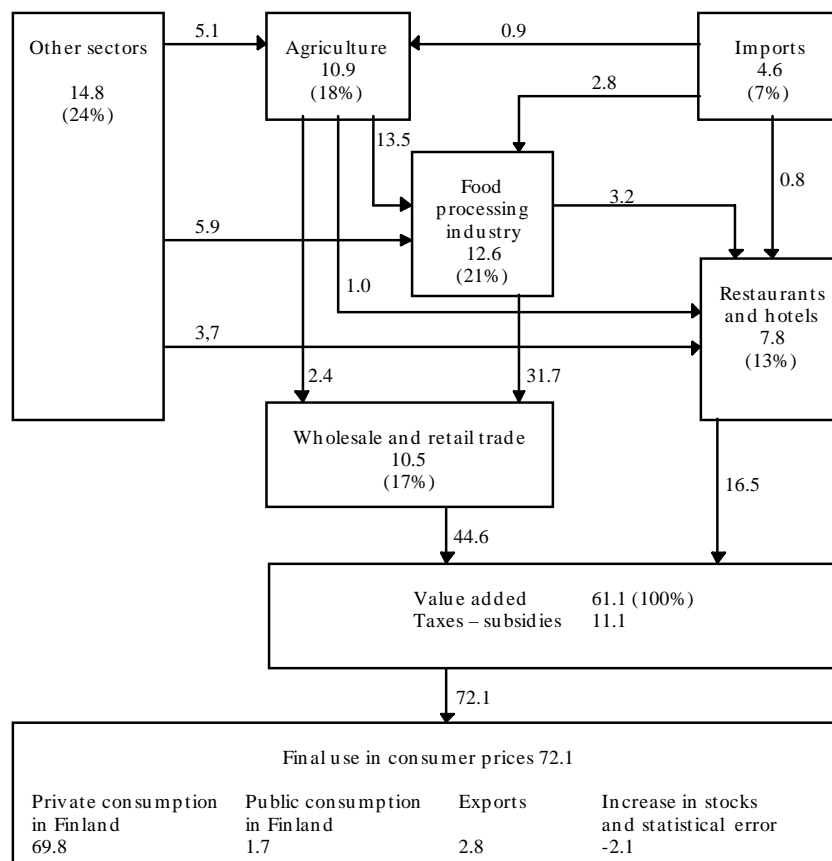 Other sectors
14.8
(24%)
5.1
Agriculture
10.9
(18%)
0.9
Imports
4.6
(7%)
2.8
13.5
Food
processing
industry
12.6
(21%)
3.2
0.8
5.9
1.0
Restaurants
and hotels
7.8
(13%)
3,7
2.4
31.7
Wholesale and retail trade
10.5
(17%)
16.5
44.6
Value added 61.1 (100%)
Taxes – subsidies 11.1
72.1
Final use in consumer prices 72.1
Private consumption Public consumption Exports Increase in stocks
in Finland in Finland and statistical error
69.8 1.7 2.8 -2.1